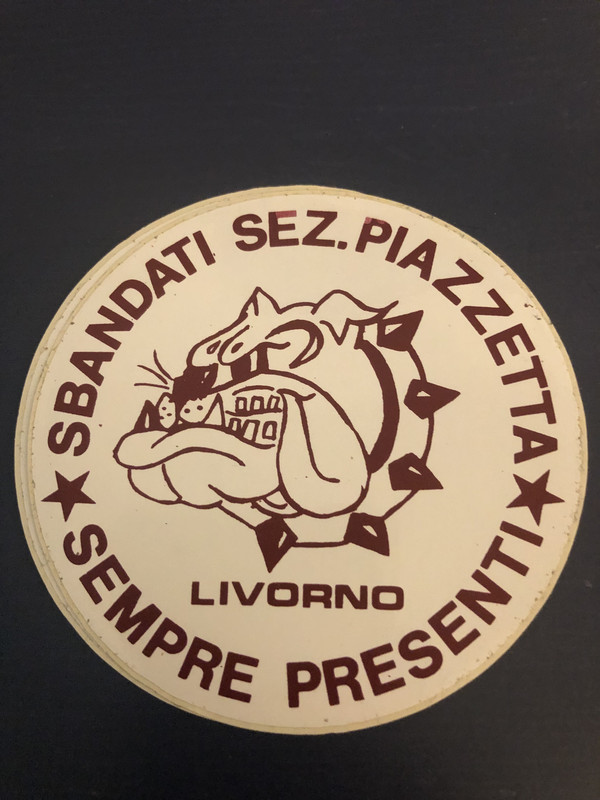 SBANDATI SEZ. PIAZZETTA
LIVORNO
SEMPRE PRESENTI